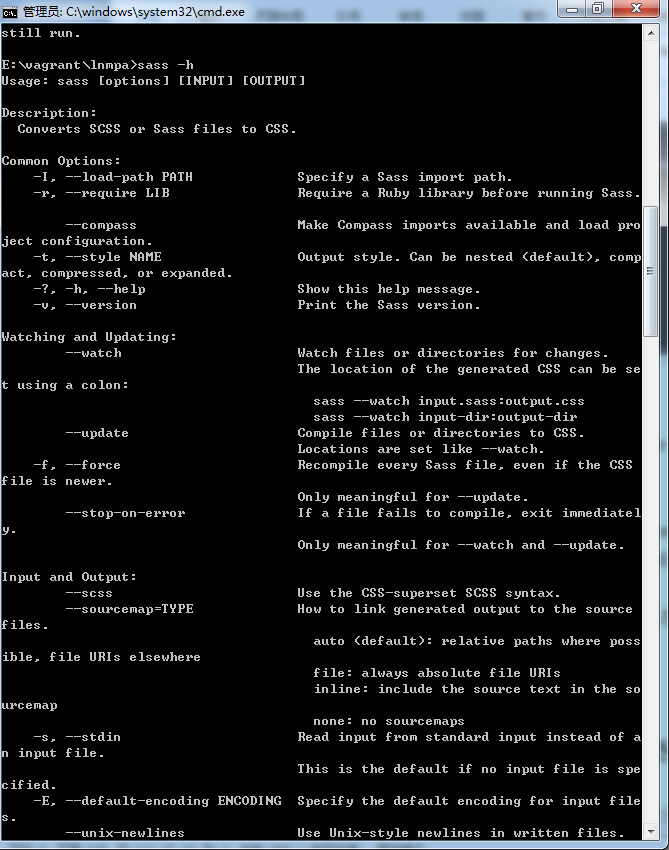 管理员: C:\windows\system32\cmd.exe
still run.
E:\vagrant\lnmpa>sass -h
Usage: sass [options] [INPUT] [OUTPUT]
Description:
  Converts SCSS or Sass files to CSS.
Common Options:
    -I, --load-path PATH             Specify a Sass import path.
    -r, --require LIB                Require a Ruby library before running Sass.
        --compass                    Make Compass imports available and load pro
ject configuration.
    -t, --style NAME                 Output style. Can be nested (default), comp
act, compressed, or expanded.
    -?, -h, --help                   Show this help message.
    -v, --version                    Print the Sass version.
Watching and Updating:
        --watch                      Watch files or directories for changes.
                                     The location of the generated CSS can be se
t using a colon:
                                       sass --watch input.sass:output.css
                                       sass --watch input-dir:output-dir
        --update                     Compile files or directories to CSS.
                                     Locations are set like --watch.
    -f, --force                      Recompile every Sass file, even if the CSS
file is newer.
                                     Only meaningful for --update.
        --stop-on-error              If a file fails to compile, exit immediatel
y.
                                     Only meaningful for --watch and --update.
Input and Output:
        --scss                       Use the CSS-superset SCSS syntax.
        --sourcemap=TYPE             How to link generated output to the source
files.
                                       auto (default): relative paths where poss
ible, file URIs elsewhere
                                       file: always absolute file URIs
                                       inline: include the source text in the so
urcemap
                                       none: no sourcemaps
    -s, --stdin                      Read input from standard input instead of a
n input file.
                                     This is the default if no input file is spe
cified.
    -E, --default-encoding ENCODING  Specify the default encoding for input file
s.
        --unix-newlines              Use Unix-style newlines in written files.